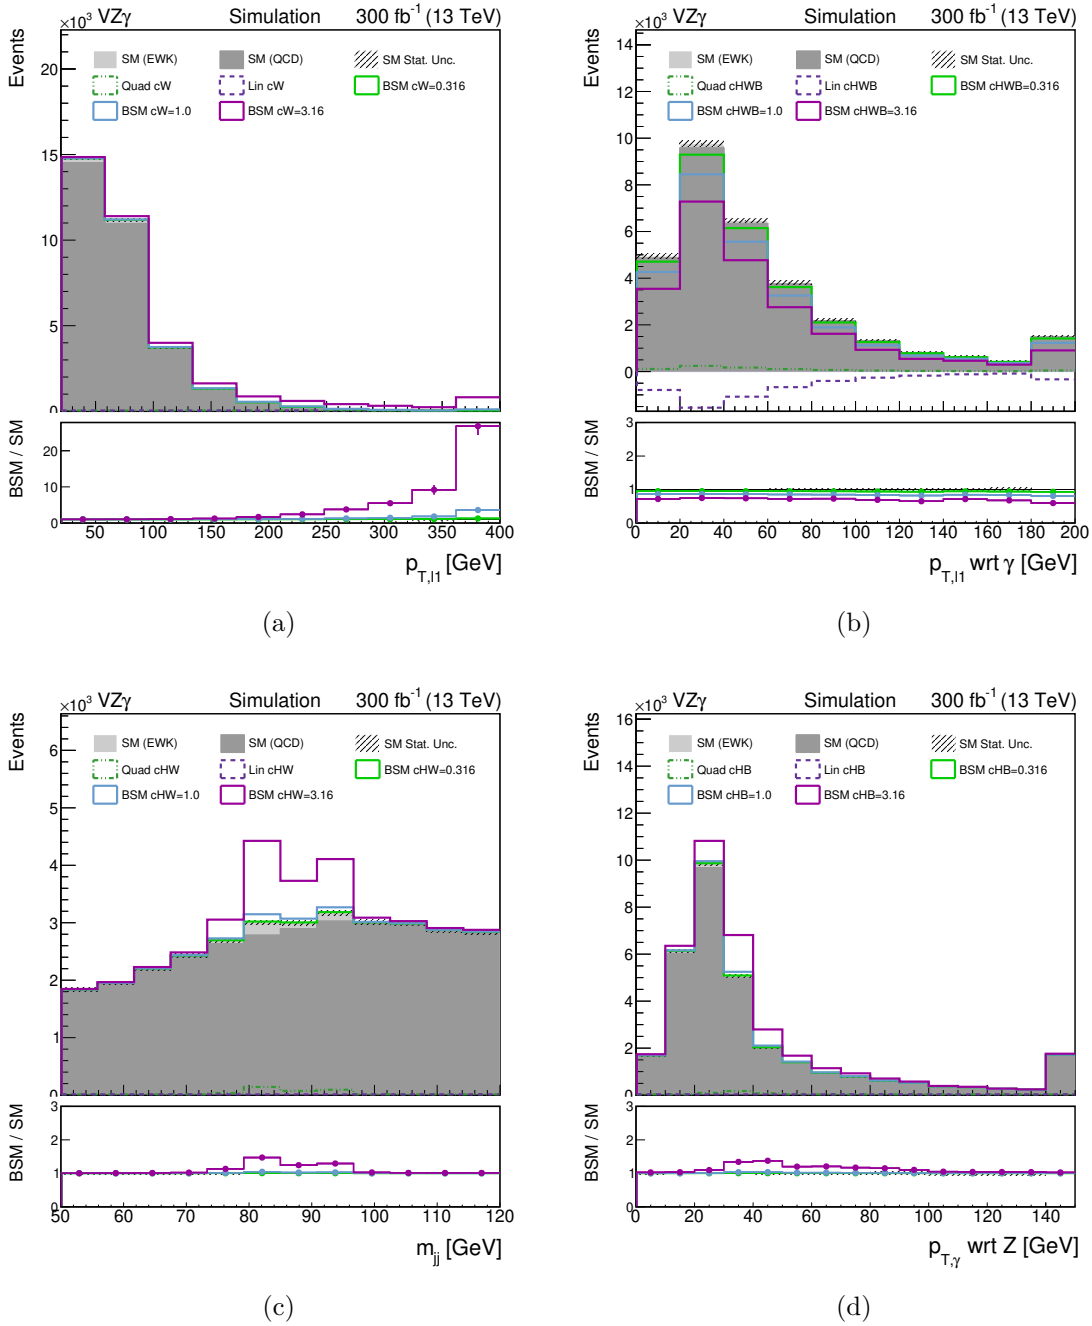 ×10³ VZγ Simulation 300 fb⁻¹ (13 TeV)
Events
SM (EWK) SM (QCD) SM Stat. Unc.
Quad cW Lin cW BSM cW=0.316
BSM cW=1.0 BSM cW=3.16
20
15
10
5
0
BSM / SM
20
10
0
50 100 150 200 250 300 350 400
p_T,l1 [GeV]
(a)
×10³ VZγ Simulation 300 fb⁻¹ (13 TeV)
Events
SM (EWK) SM (QCD) SM Stat. Unc.
Quad cHWB Lin cHWB BSM cHWB=0.316
BSM cHWB=1.0 BSM cHWB=3.16
14
12
10
8
6
4
2
0
BSM / SM
3
2
1
0
0 20 40 60 80 100 120 140 160 180 200
p_T,l1 wrt γ [GeV]
(b)
×10³ VZγ Simulation 300 fb⁻¹ (13 TeV)
Events
SM (EWK) SM (QCD) SM Stat. Unc.
Quad cHW Lin cHW BSM cHW=0.316
BSM cHW=1.0 BSM cHW=3.16
6
5
4
3
2
1
BSM / SM
3
2
1
0
50 60 70 80 90 100 110 120
m_jj [GeV]
(c)
×10³ VZγ Simulation 300 fb⁻¹ (13 TeV)
Events
SM (EWK) SM (QCD) SM Stat. Unc.
Quad cHB Lin cHB BSM cHB=0.316
BSM cHB=1.0 BSM cHB=3.16
16
14
12
10
8
6
4
2
0
BSM / SM
3
2
1
0
0 20 40 60 80 100 120 140
p_T,γ wrt Z [GeV]
(d)